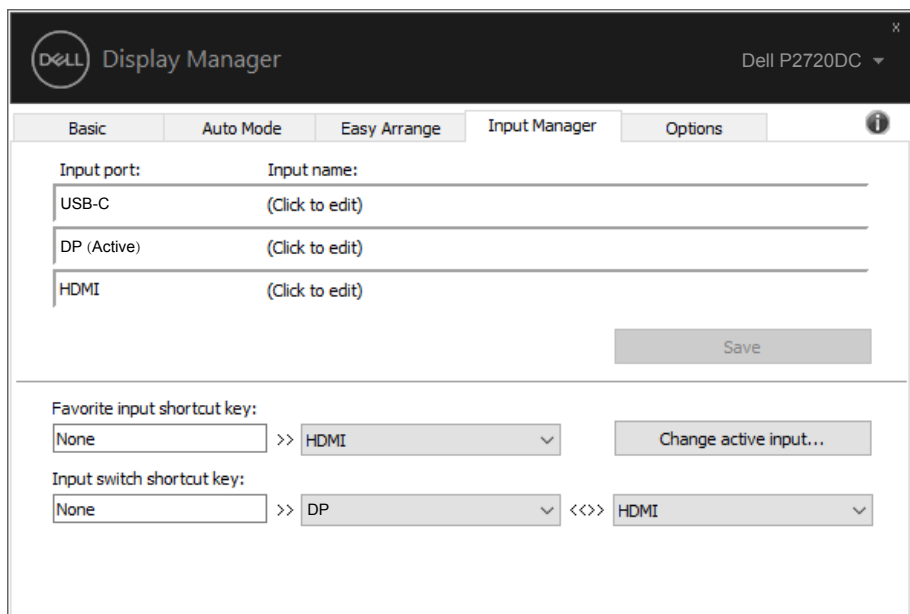 x
DELL Display Manager Dell P2720DC
Basic Auto Mode Easy Arrange Input Manager Options i
Input port: Input name:
USB-C (Click to edit)
DP (Active) (Click to edit)
HDMI (Click to edit)
Save
Favorite input shortcut key:
None >> HDMI Change active input...
Input switch shortcut key:
None >> DP <<>> HDMI